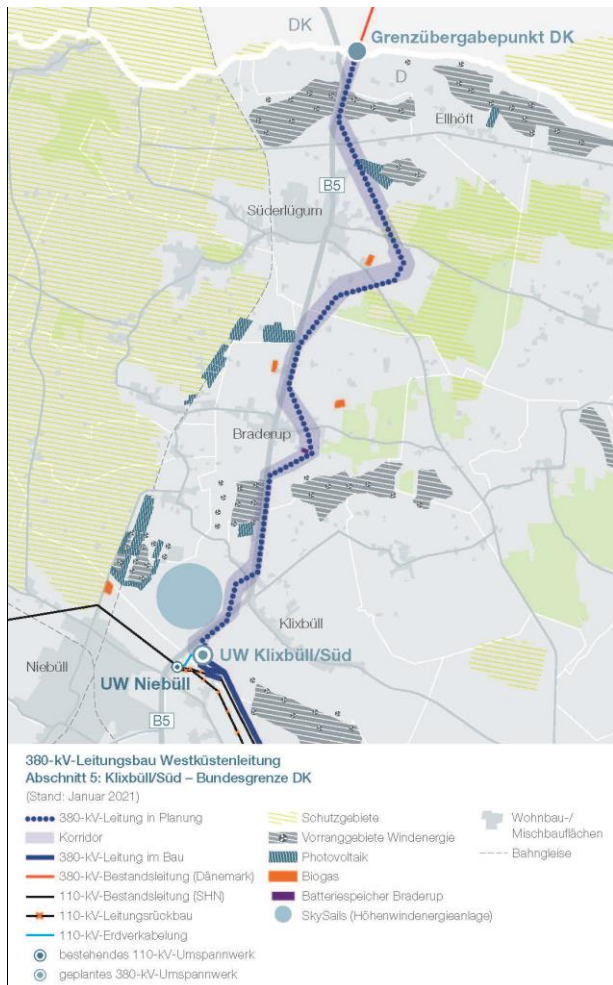 DK
Grenzübergabepunkt DK
D
Ellhöft
B5
Süderlügum
Braderup
Klixbüll
Niebüll
UW Klixbüll/Süd
UW Niebüll
B5
380-kV-Leitungsbau Westküstenleitung
Abschnitt 5: Klixbüll/Süd – Bundesgrenze DK
(Stand: Januar 2021)
380-kV-Leitung in Planung
Korridor
380-kV-Leitung im Bau
380-kV-Bestandsleitung (Dänemark)
110-kV-Bestandsleitung (SHN)
110-kV-Leitungsrückbau
110-kV-Erdverkabelung
bestehendes 110-kV-Umspannwerk
geplantes 380-kV-Umspannwerk
Schutzgebiete
Vorranggebiete Windenergie
Photovoltaik
Biogas
Batteriespeicher Braderup
SkySails (Höhenwindenergieanlage)
Wohnbau-/
Mischbauflächen
Bahngleise